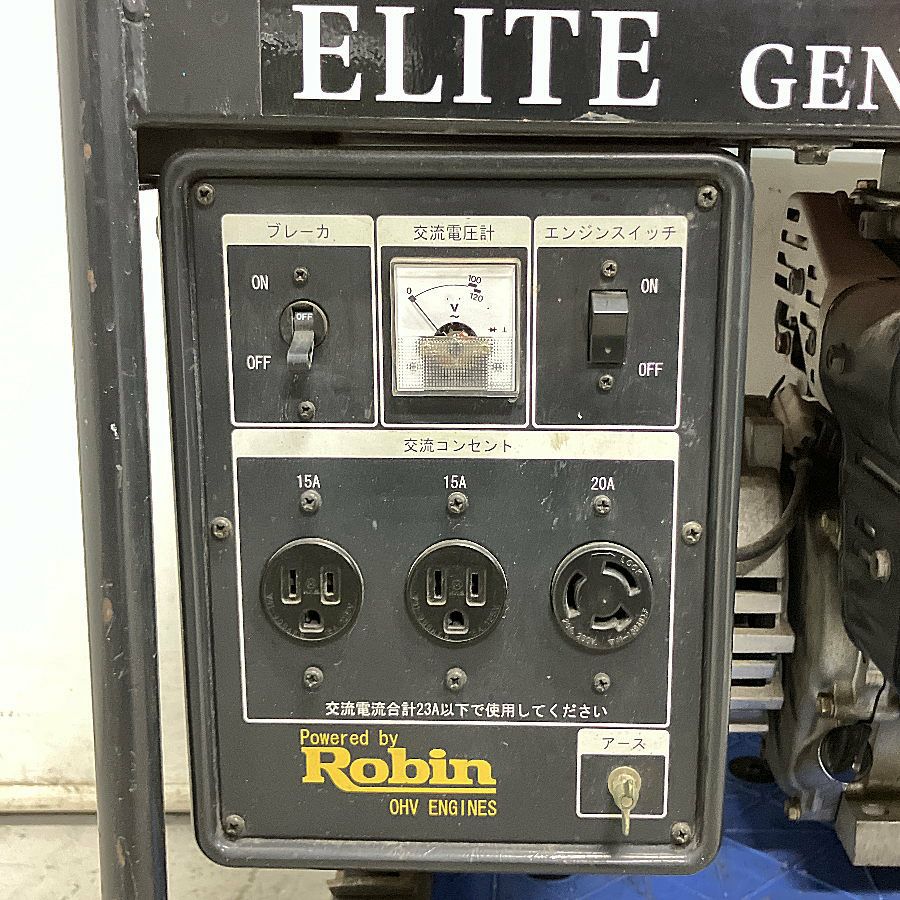 ELITE GEN
ブレーカ
ON
OFF
OFF
交流電圧計
0
100
120
V
エンジンスイッチ
ON
OFF
交流コンセント
15A
15A
20A
LOCK
交流電流合計23A以下で使用してください
Powered by
Robin
OHV ENGINES
アース